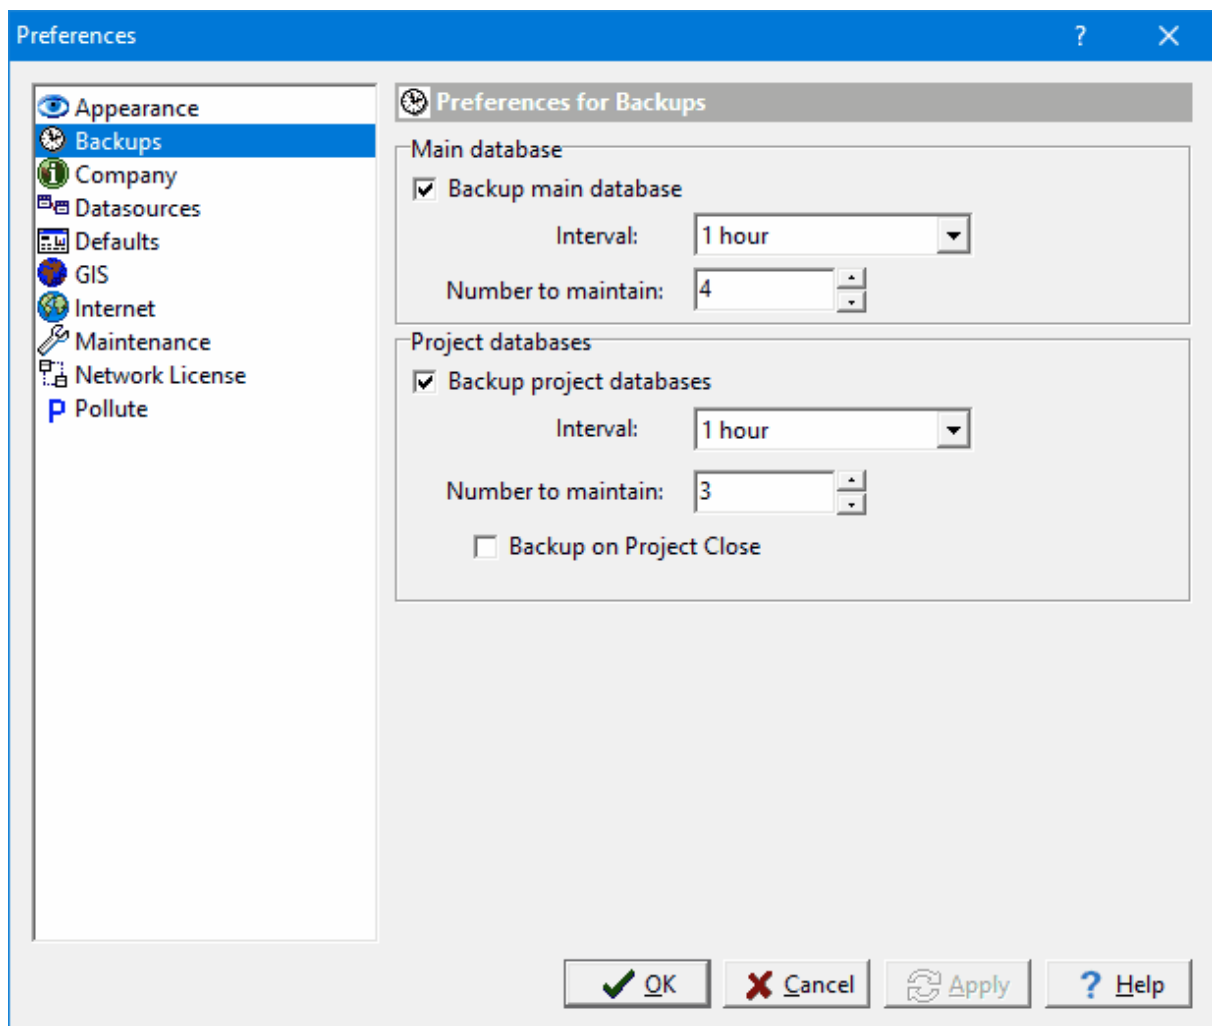 Preferences
?
Appearance
Backups
Company
Datasources
Defaults
GIS
Internet
Maintenance
Network License
P Pollute
Preferences for Backups
Main database
Backup main database
Interval: 1 hour
Number to maintain: 4
Project databases
Backup project databases
Interval: 1 hour
Number to maintain: 3
Backup on Project Close
OK Cancel Apply ? Help